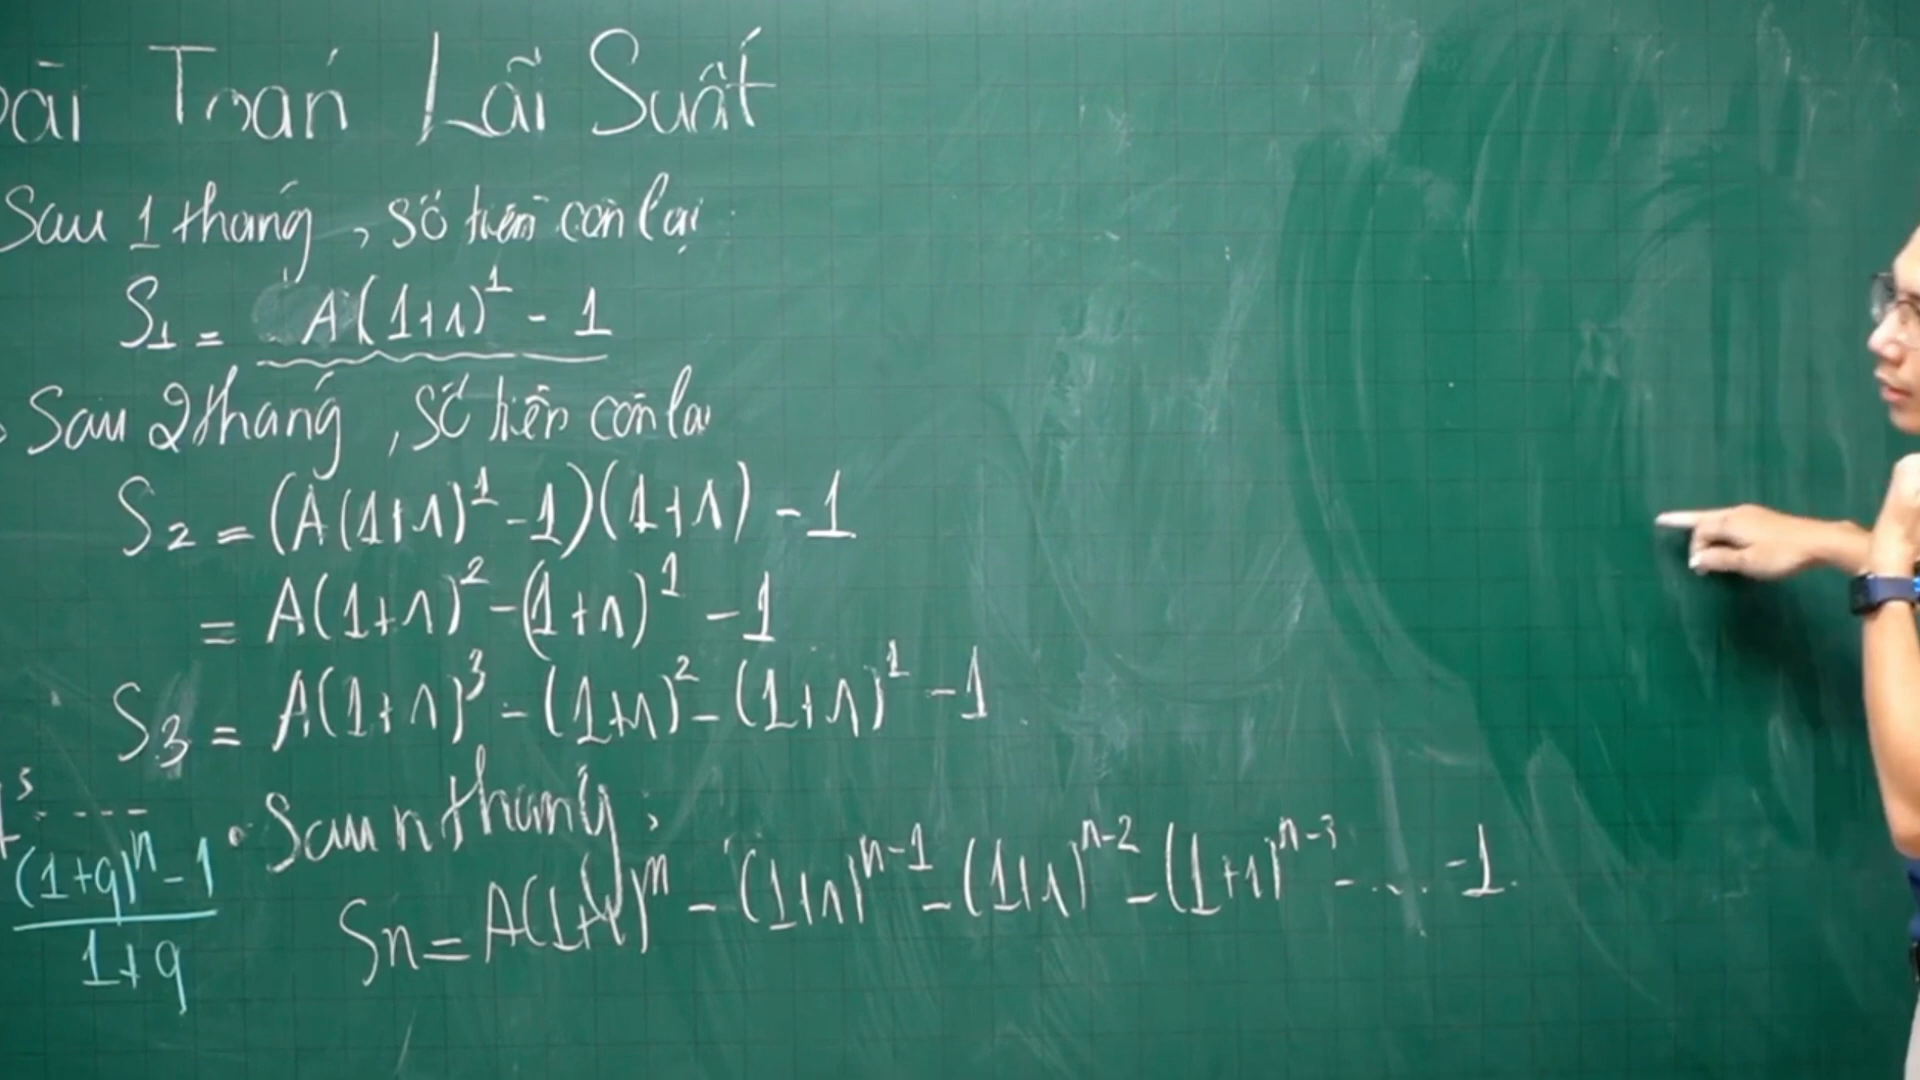 Bài Toán Lãi Suất
Sau 1 tháng, số tiền còn lại:
S₁ = A(1+r)¹ - 1
Sau 2 tháng, số tiền còn lại
S₂ = (A(1+r)¹ - 1)(1+r) - 1
= A(1+r)² - (1+r)¹ - 1
S₃ = A(1+r)³ - (1+r)² - (1+r)¹ - 1
• Sau n tháng:
Sn = A(1+r)ⁿ - (1+r)ⁿ⁻¹ - (1+r)ⁿ⁻² - (1+r)ⁿ⁻³ - ... - 1.
(1+q)ⁿ - 1
1+q